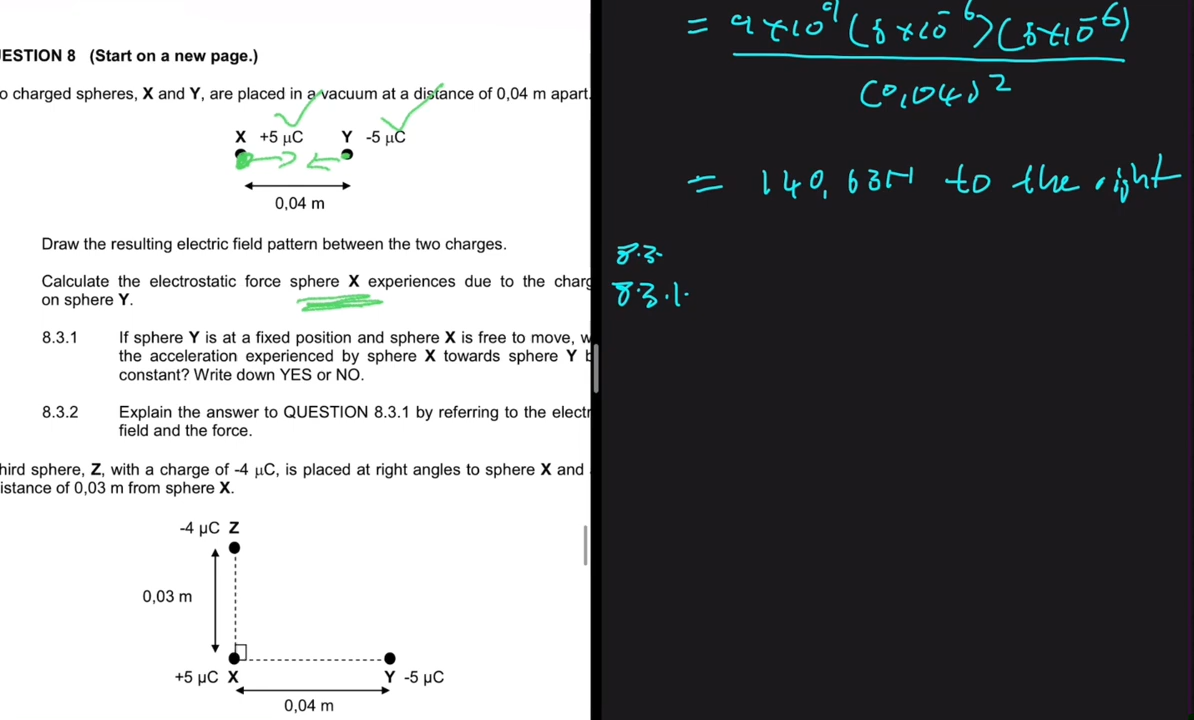 ESTION 8 (Start on a new page.)
o charged spheres, X and Y, are placed in a vacuum at a distance of 0,04 m apart.
X +5 µC Y -5 µC
0,04 m
Draw the resulting electric field pattern between the two charges.
Calculate the electrostatic force sphere X experiences due to the charg
on sphere Y.
8.3.1 If sphere Y is at a fixed position and sphere X is free to move, w
the acceleration experienced by sphere X towards sphere Y b
constant? Write down YES or NO.
8.3.2 Explain the answer to QUESTION 8.3.1 by referring to the electr
field and the force.
hird sphere, Z, with a charge of -4 µC, is placed at right angles to sphere X and
istance of 0,03 m from sphere X.
-4 µC Z
0,03 m
+5 µC X Y -5 µC
0,04 m
= 9×10^9 (5×10^-6)(5×10^-6)
(0,04)^2
= 140,63N to the right
8.3.
8.3.1.